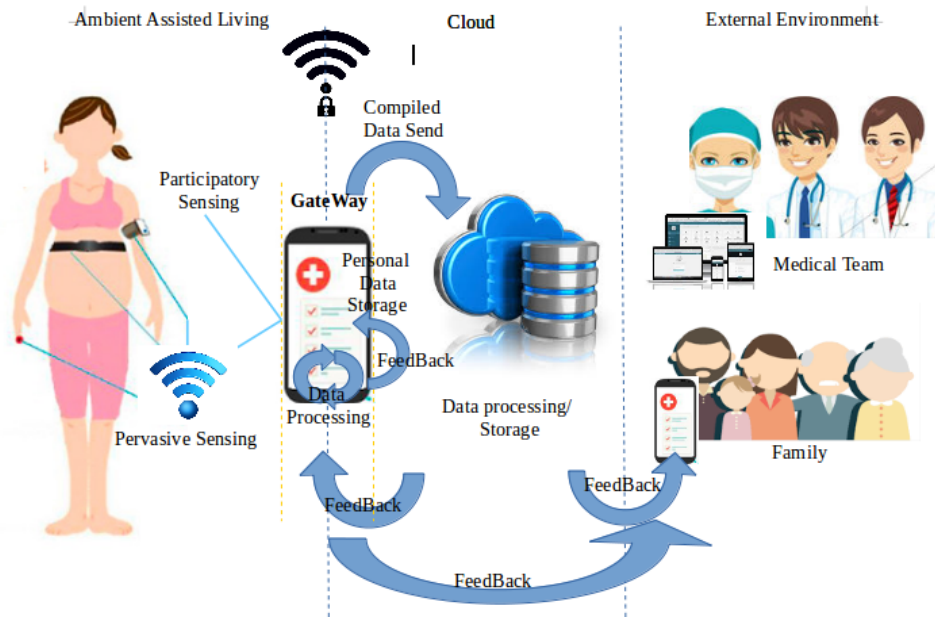 Ambient Assisted Living
Cloud
External Environment
Compiled
Data Send
Participatory
Sensing
GateWay
Personal
Data
Storage
FeedBack
Data
Processing
Pervasive Sensing
Data processing/
Storage
Medical Team
Family
FeedBack
FeedBack
FeedBack